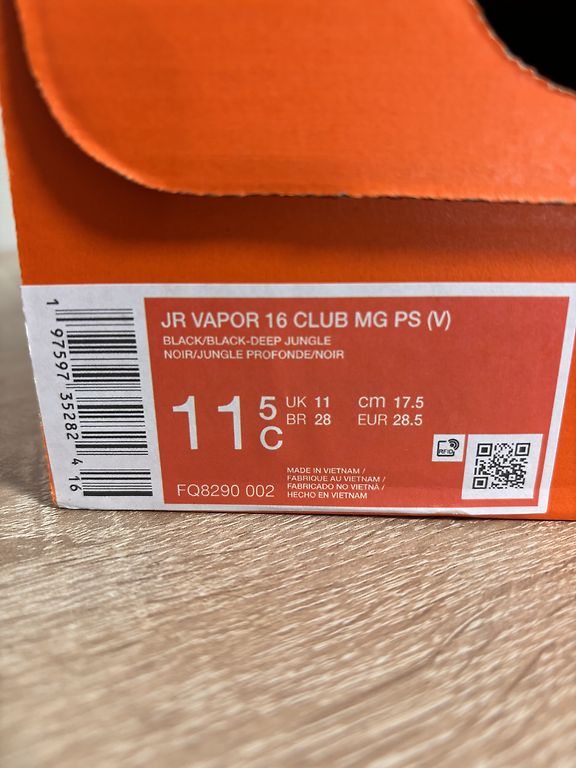 JR VAPOR 16 CLUB MG PS (V)
BLACK/BLACK-DEEP JUNGLE
NOIR/JUNGLE PROFONDE/NOIR
11 5C
UK 11 cm 17.5
BR 28 EUR 28.5
RFID
MADE IN VIETNAM /
FABRIQUE AU VIETNAM /
FABRICADO NO VIETNÃ /
HECHO EN VIETNAM
FQ8290 002
1 97597 35282 4 16